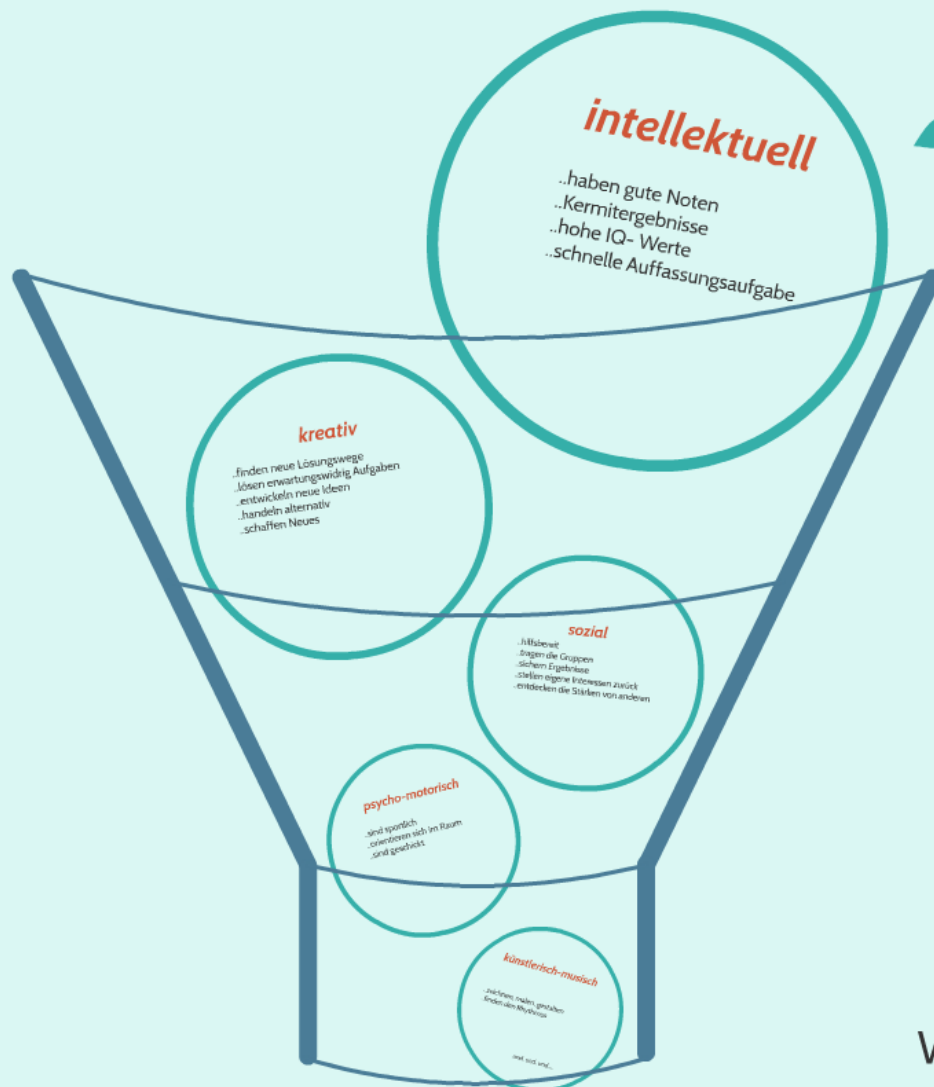 intellektuell
..haben gute Noten
..Kermitergebnisse
..hohe IQ- Werte
..schnelle Auffassungsaufgabe
kreativ
..finden neue Lösungswege
..lösen erwartungswidrig Aufgaben
..entwickeln neue Ideen
..handeln alternativ
..schaffen Neues
sozial
..hilfsbereit
..tragen die Gruppen
..sichern Ergebnisse
..stellen eigene Interessen zurück
..entdecken die Stärken von anderen
psycho-motorisch
..sind sportlich
..orientieren sich im Raum
..sind geschickt
künstlerisch-musisch
..zeichnen, malen, gestalten
..finden den Rhythmus